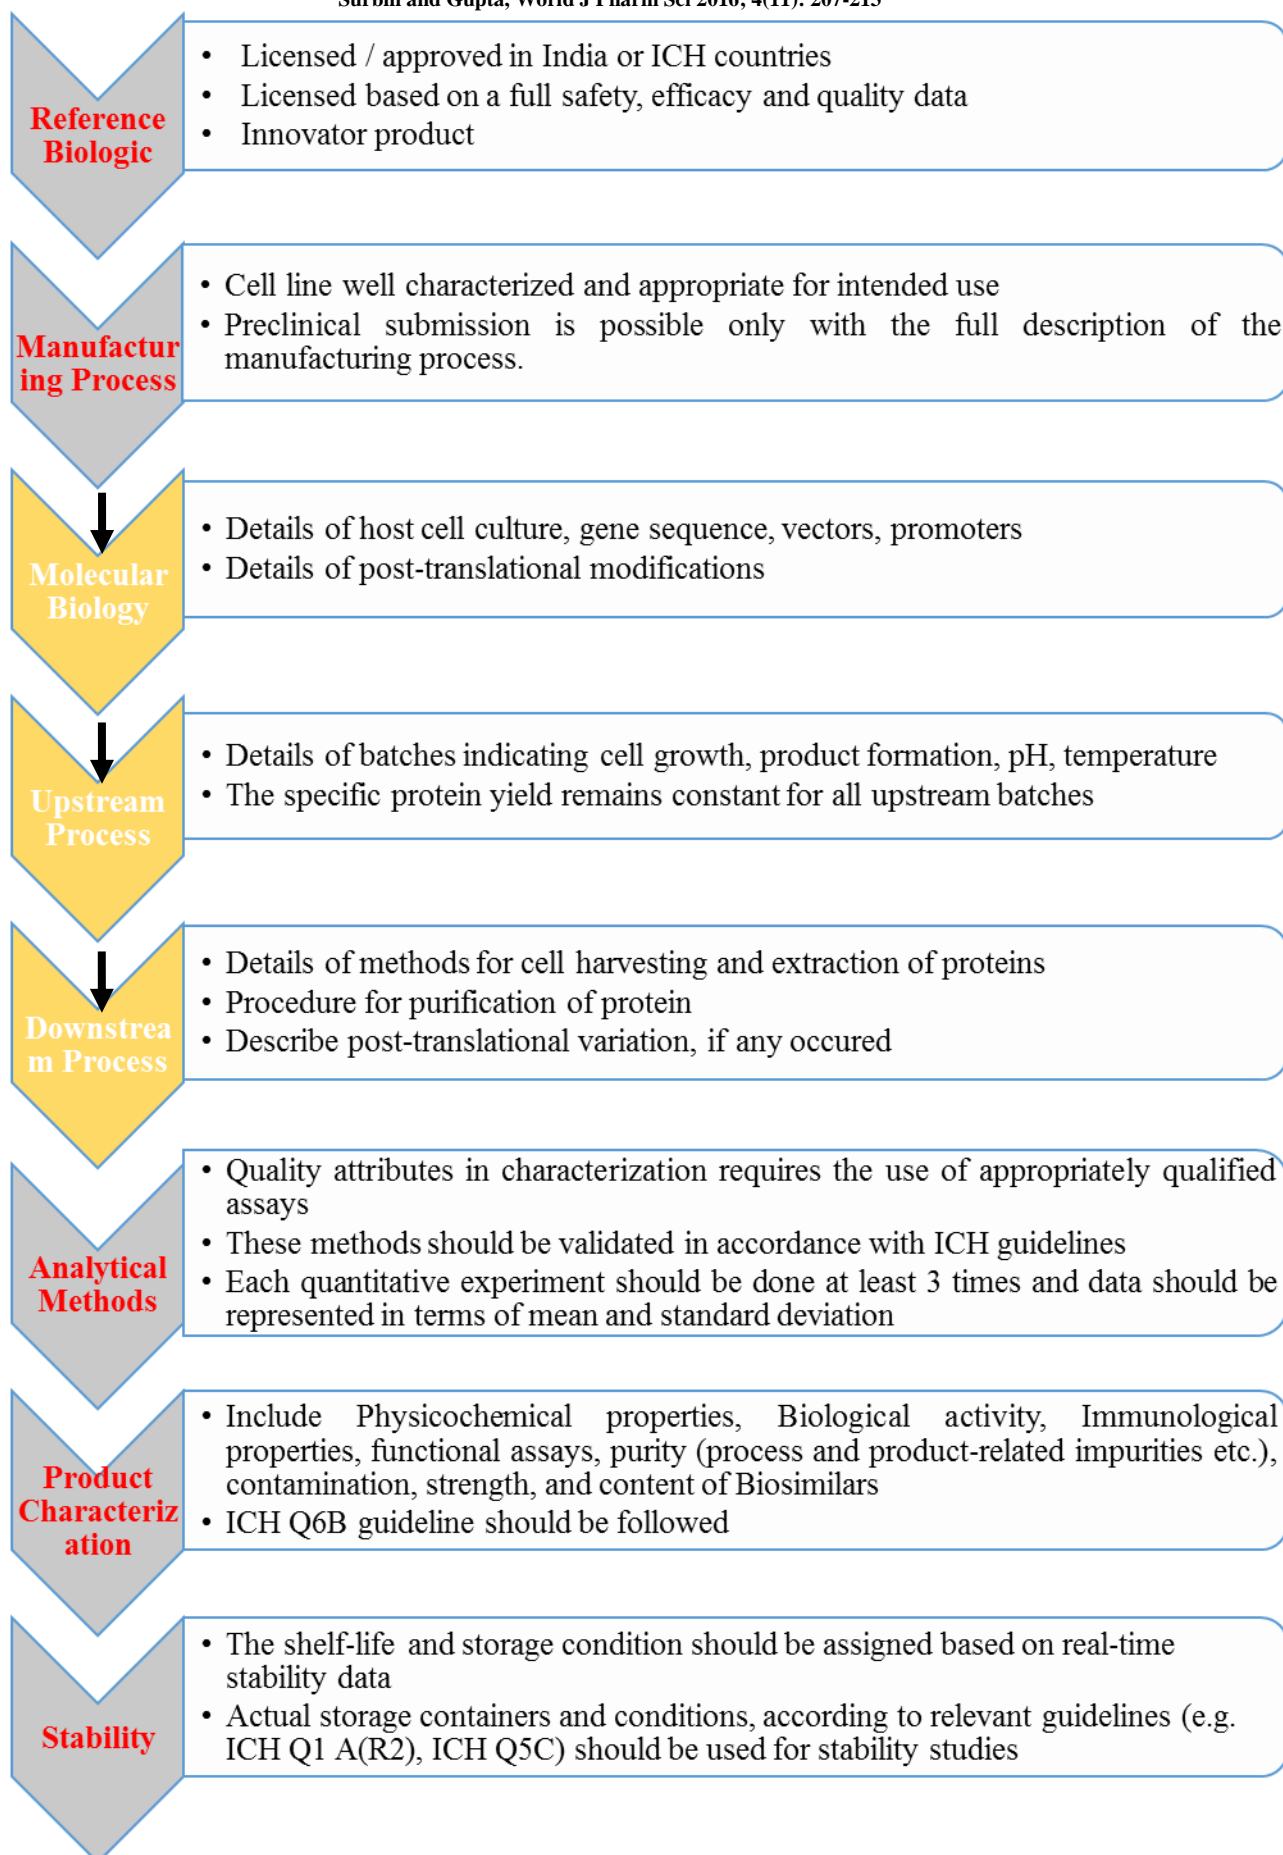 Surbhi and Gupta, World J Pharm Sci 2016; 4(11): 207-213
Reference
Biologic
• Licensed / approved in India or ICH countries
• Licensed based on a full safety, efficacy and quality data
• Innovator product
Manufactur
ing Process
• Cell line well characterized and appropriate for intended use
• Preclinical submission is possible only with the full description of the
manufacturing process.
Molecular
Biology
• Details of host cell culture, gene sequence, vectors, promoters
• Details of post-translational modifications
Upstream
Process
• Details of batches indicating cell growth, product formation, pH, temperature
• The specific protein yield remains constant for all upstream batches
Downstrea
m Process
• Details of methods for cell harvesting and extraction of proteins
• Procedure for purification of protein
• Describe post-translational variation, if any occured
Analytical
Methods
• Quality attributes in characterization requires the use of appropriately qualified
assays
• These methods should be validated in accordance with ICH guidelines
• Each quantitative experiment should be done at least 3 times and data should be
represented in terms of mean and standard deviation
Product
Characteriz
ation
• Include Physicochemical properties, Biological activity, Immunological
properties, functional assays, purity (process and product-related impurities etc.),
contamination, strength, and content of Biosimilars
• ICH Q6B guideline should be followed
Stability
• The shelf-life and storage condition should be assigned based on real-time
stability data
• Actual storage containers and conditions, according to relevant guidelines (e.g.
ICH Q1 A(R2), ICH Q5C) should be used for stability studies